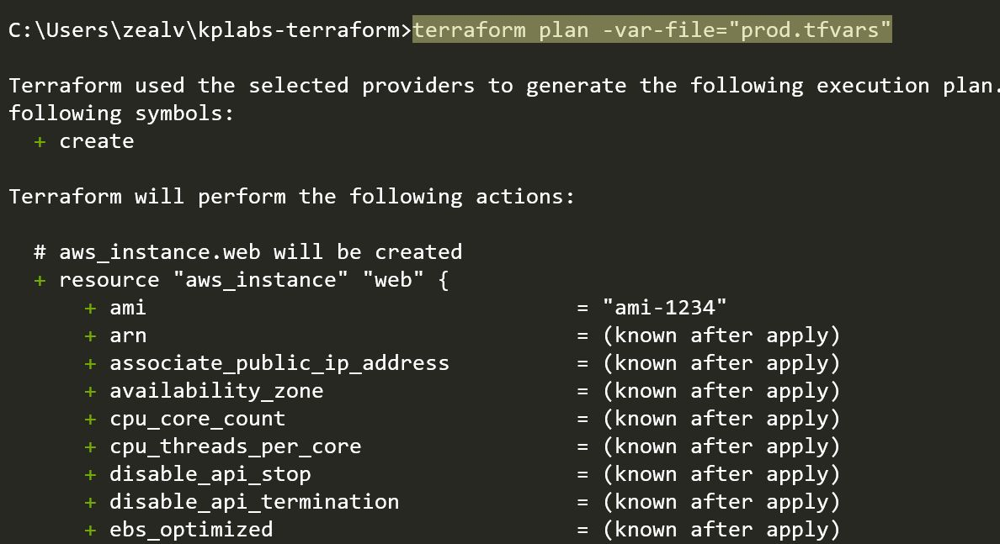 C:\Users\zealv\kplabs-terraform>terraform plan -var-file="prod.tfvars"
Terraform used the selected providers to generate the following execution plan.
following symbols:
+ create
Terraform will perform the following actions:
# aws_instance.web will be created
+ resource "aws_instance" "web" {
+ ami = "ami-1234"
+ arn = (known after apply)
+ associate_public_ip_address = (known after apply)
+ availability_zone = (known after apply)
+ cpu_core_count = (known after apply)
+ cpu_threads_per_core = (known after apply)
+ disable_api_stop = (known after apply)
+ disable_api_termination = (known after apply)
+ ebs_optimized = (known after apply)